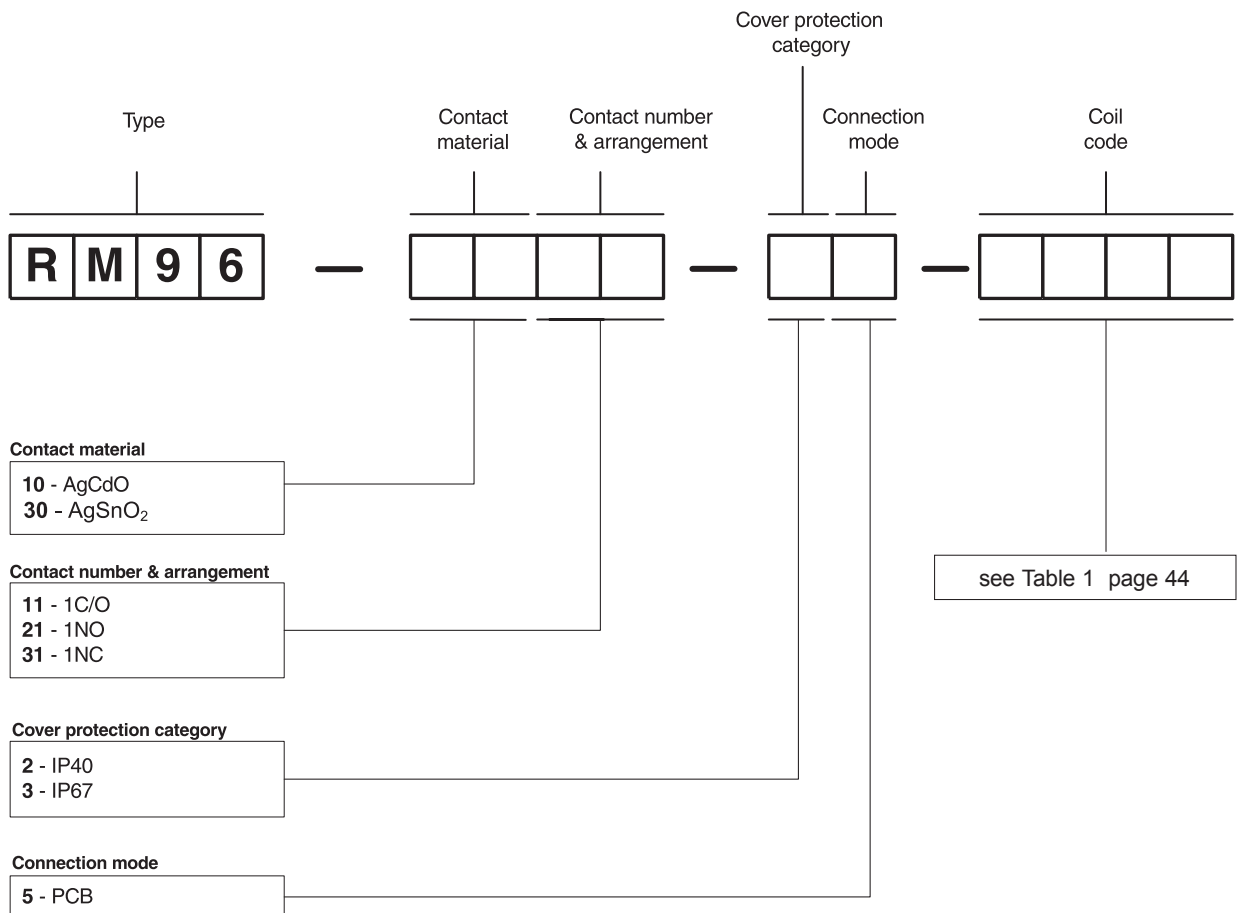 Cover protection
category
Type
Contact
material
Contact number
& arrangement
Connection
mode
Coil
code
R M 9 6 — — —
Contact material
10 - AgCdO
30 - AgSnO₂
Contact number & arrangement
11 - 1C/O
21 - 1NO
31 - 1NC
see Table 1 page 44
Cover protection category
2 - IP40
3 - IP67
Connection mode
5 - PCB